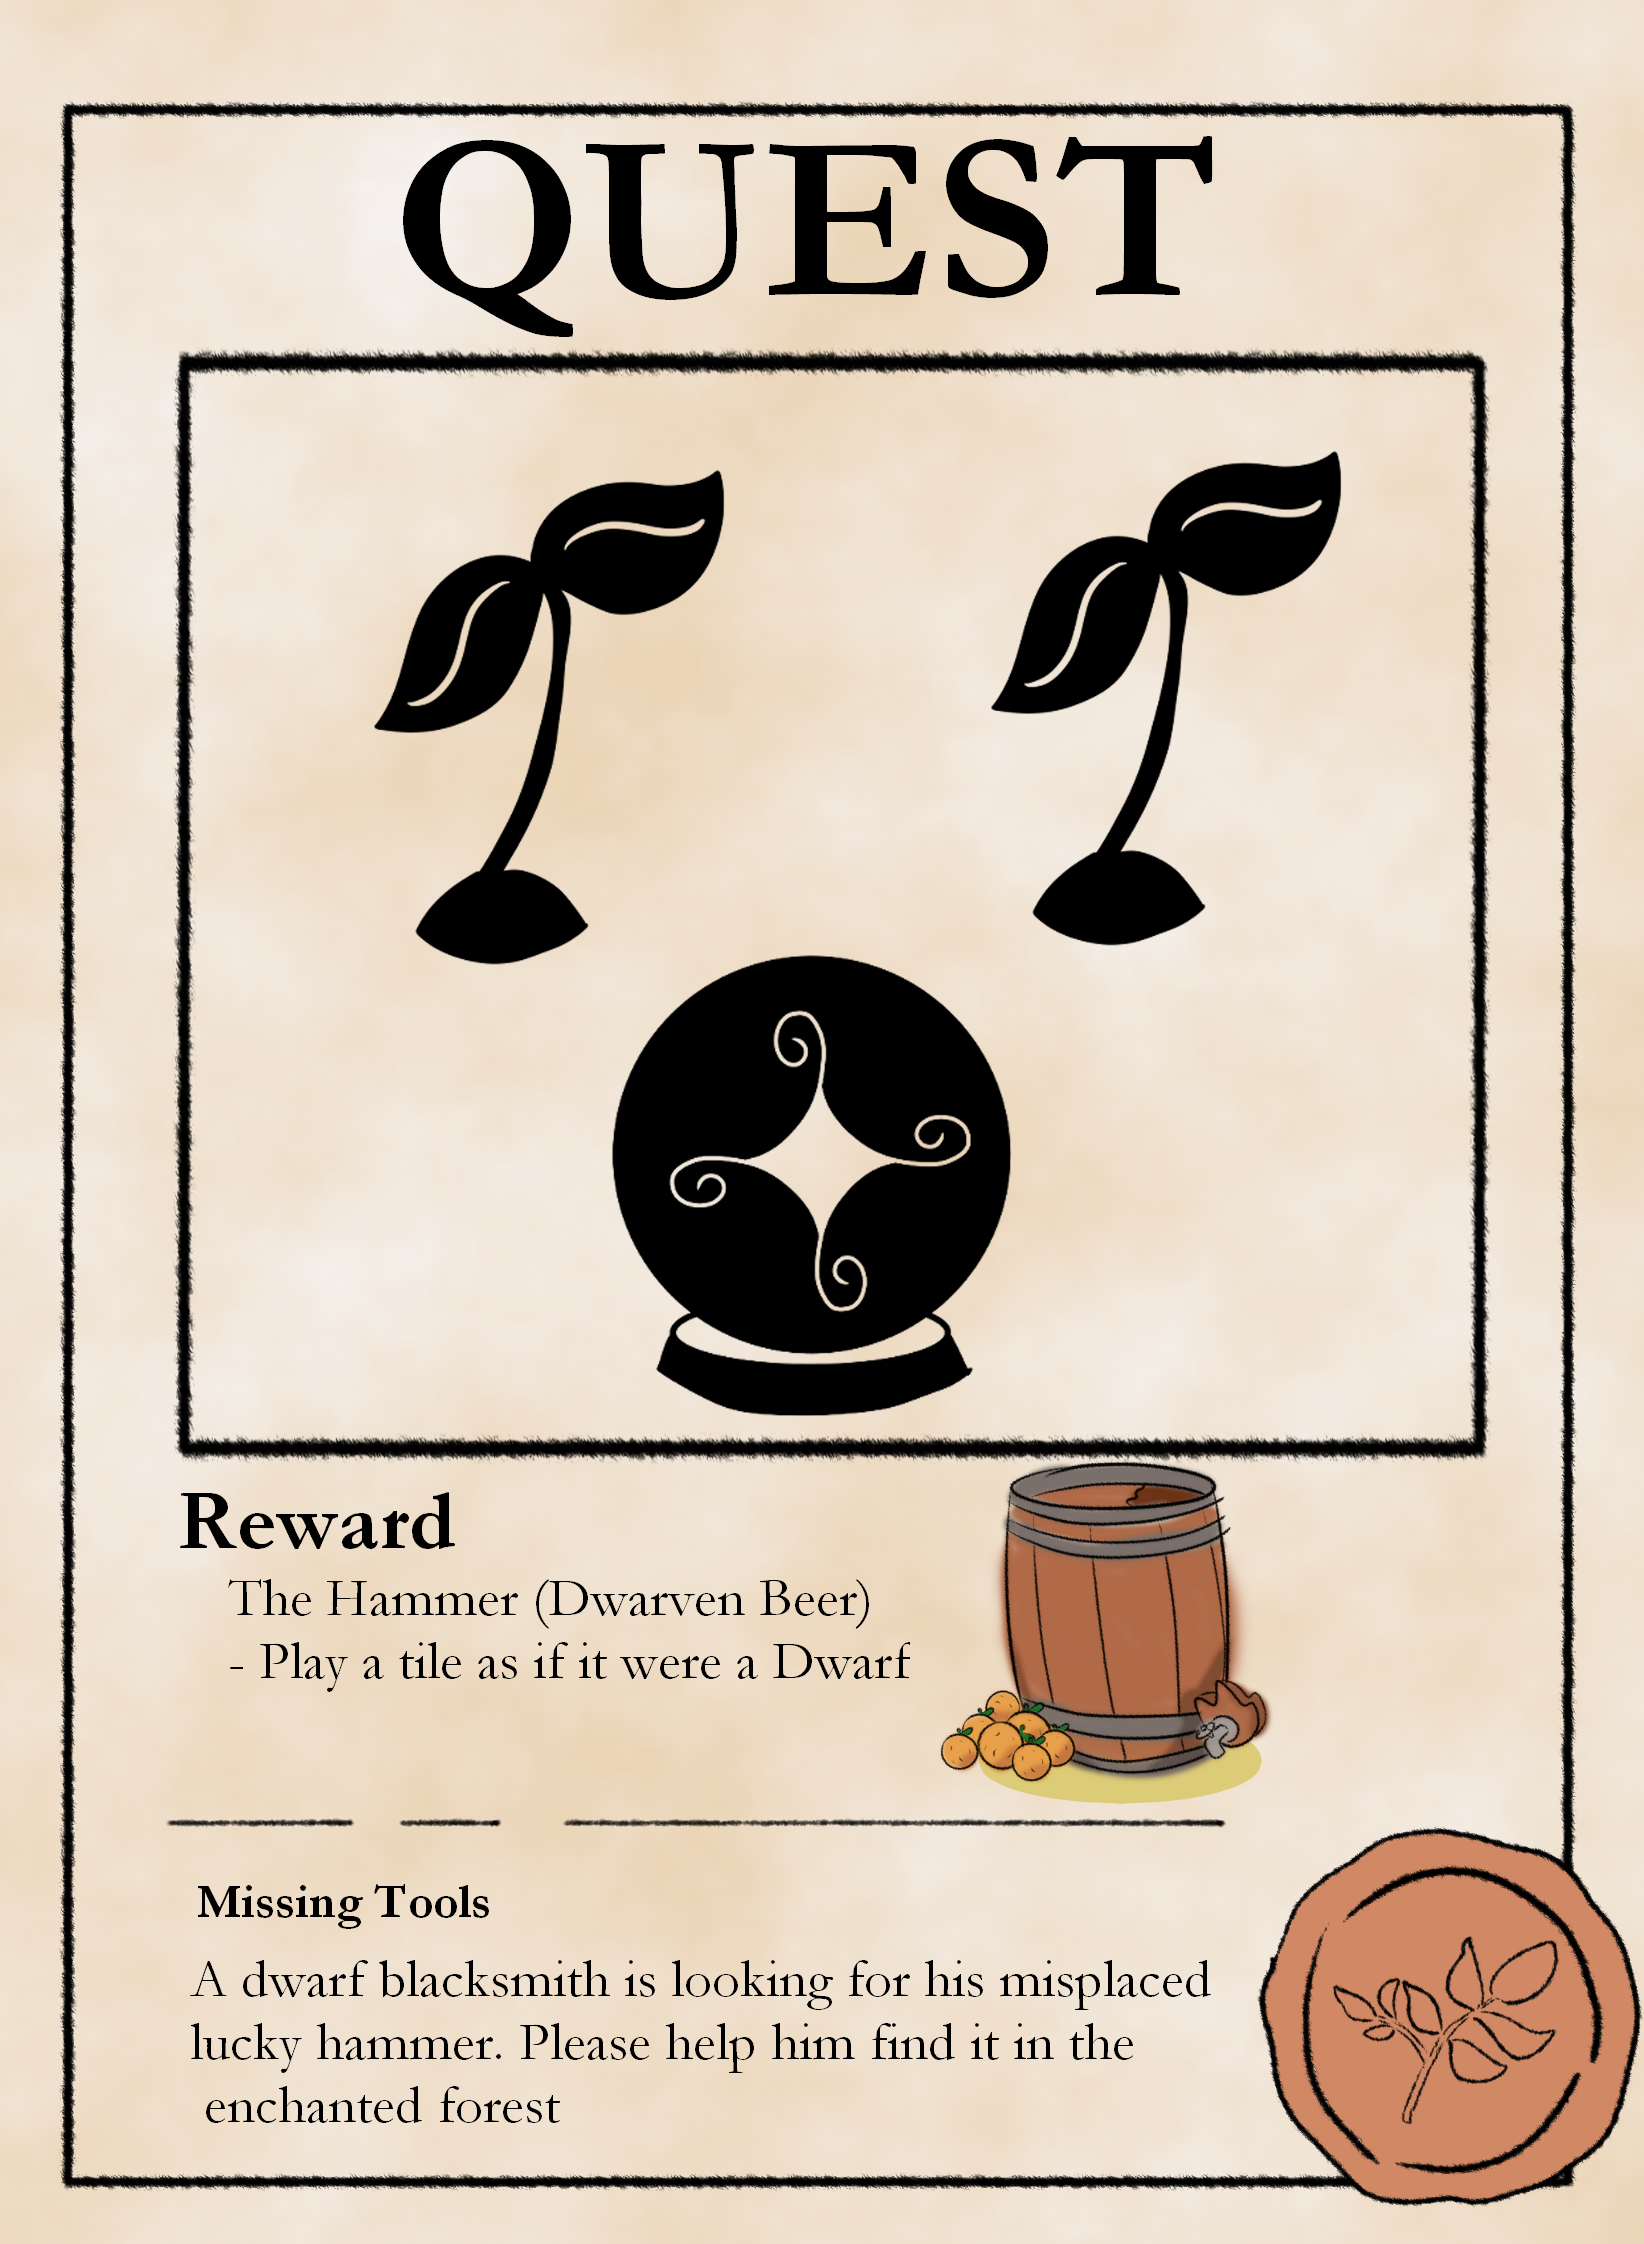 QUEST
Reward
The Hammer (Dwarven Beer)
- Play a tile as if it were a Dwarf
Missing Tools
A dwarf blacksmith is looking for his misplaced
lucky hammer. Please help him find it in the
enchanted forest